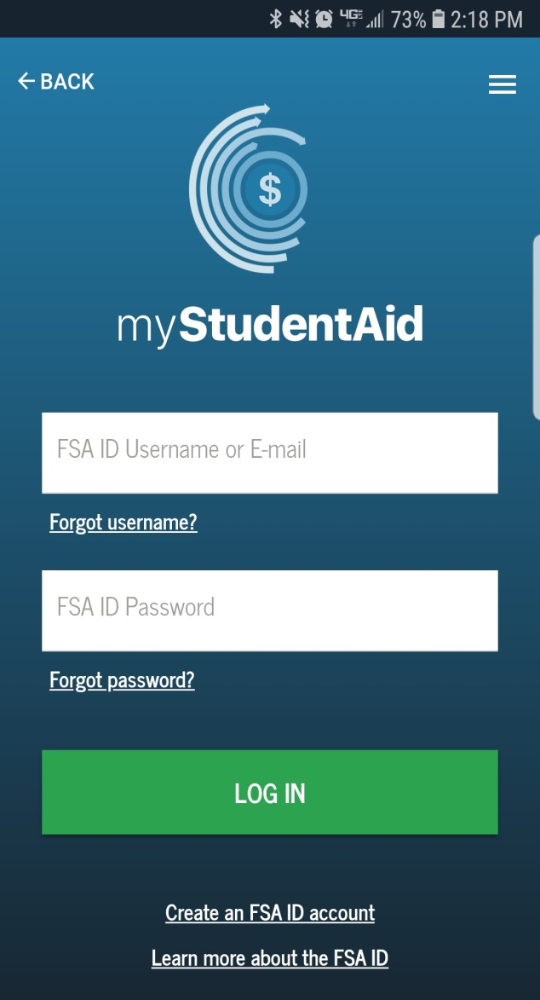 4G 73% 2:18 PM
BACK
$
myStudentAid
FSA ID Username or E-mail
Forgot username?
FSA ID Password
Forgot password?
LOG IN
Create an FSA ID account
Learn more about the FSA ID